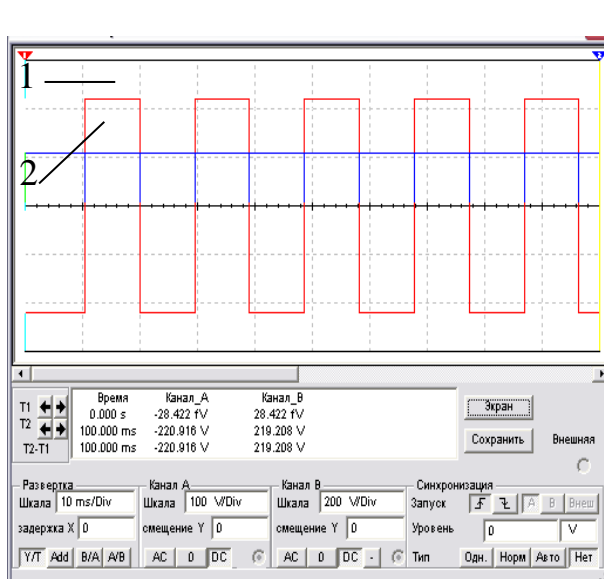 1
2
1
2
Время Канал_А Канал_В
T1 0.000 s -28.422 fV 28.422 fV
T2 100.000 ms -220.916 V 219.208 V
T2-T1 100.000 ms -220.916 V 219.208 V
Экран
Сохранить
Внешняя
Развертка
Шкала 10 ms/Div
задержка X 0
Y/T Add B/A A/B
Канал А
Шкала 100 V/Div
смещение Y 0
AC 0 DC
Канал В
Шкала 200 V/Div
смещение Y 0
AC 0 DC -
Синхронизация
Запуск A B Внеш
Уровень 0 V
Тип Одн. Норм Авто Нет